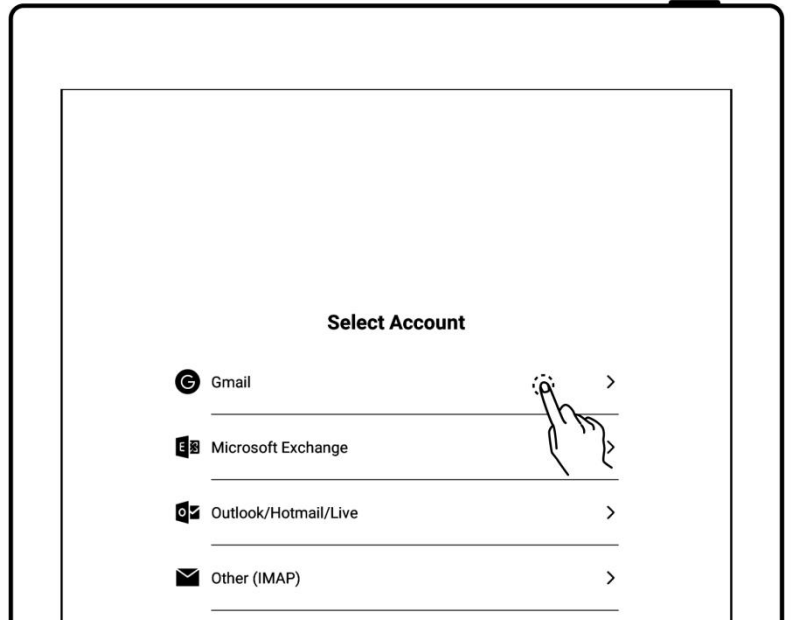 Select Account
G Gmail
E Microsoft Exchange
O Outlook/Hotmail/Live
Other (IMAP)